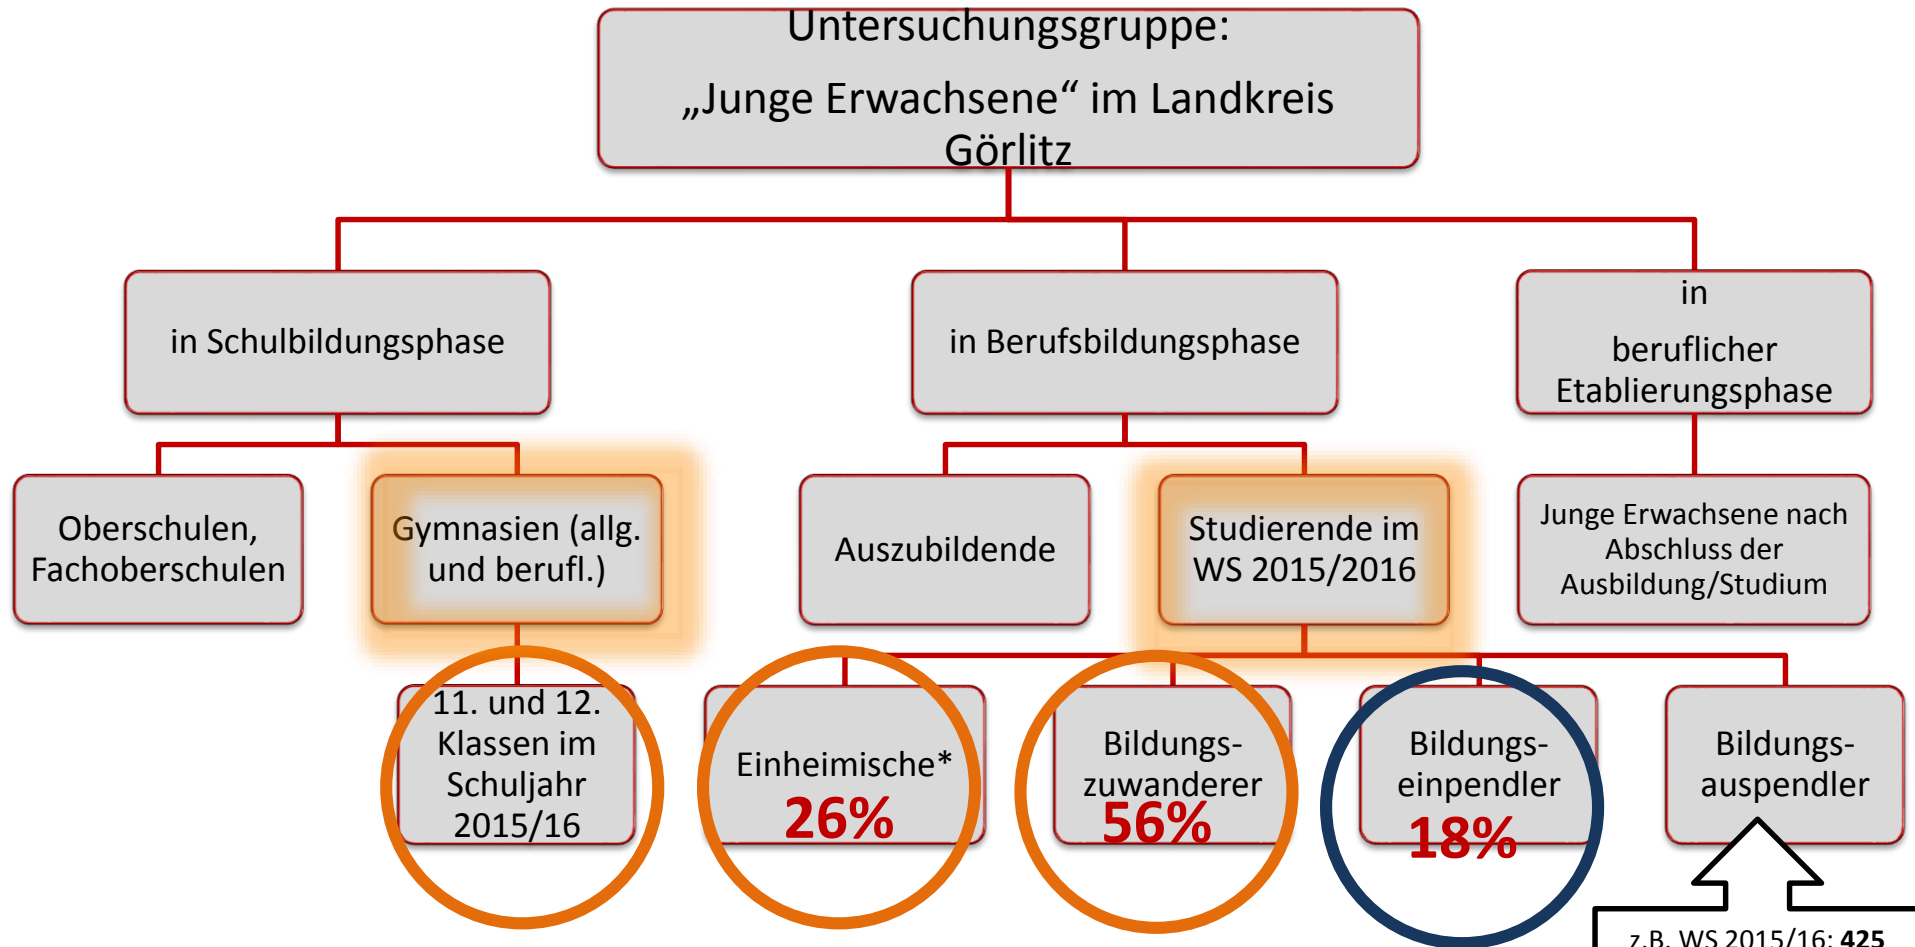 Untersuchungsgruppe:
„Junge Erwachsene“ im Landkreis
Görlitz
in Schulbildungsphase
in Berufsbildungsphase
in
beruflicher
Etablierungsphase
Oberschulen,
Fachoberschulen
Gymnasien (allg.
und berufl.)
Auszubildende
Studierende im
WS 2015/2016
Junge Erwachsene nach
Abschluss der
Ausbildung/Studium
11. und 12.
Klassen im
Schuljahr
2015/16
Einheimische*
26%
Bildungs-
zuwanderer
56%
Bildungs-
einpendler
18%
Bildungs-
auspendler
z.B. WS 2015/16: 425